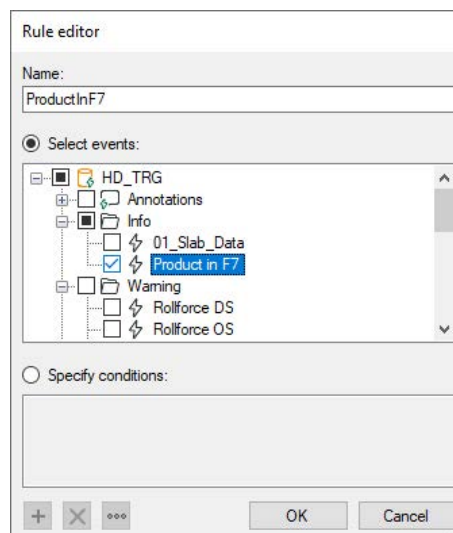 Rule editor
Name:
ProductInF7
Select events:
HD_TRG
Annotations
Info
01_Slab_Data
Product in F7
Warning
Rollforce DS
Rollforce OS
Specify conditions:
OK
Cancel